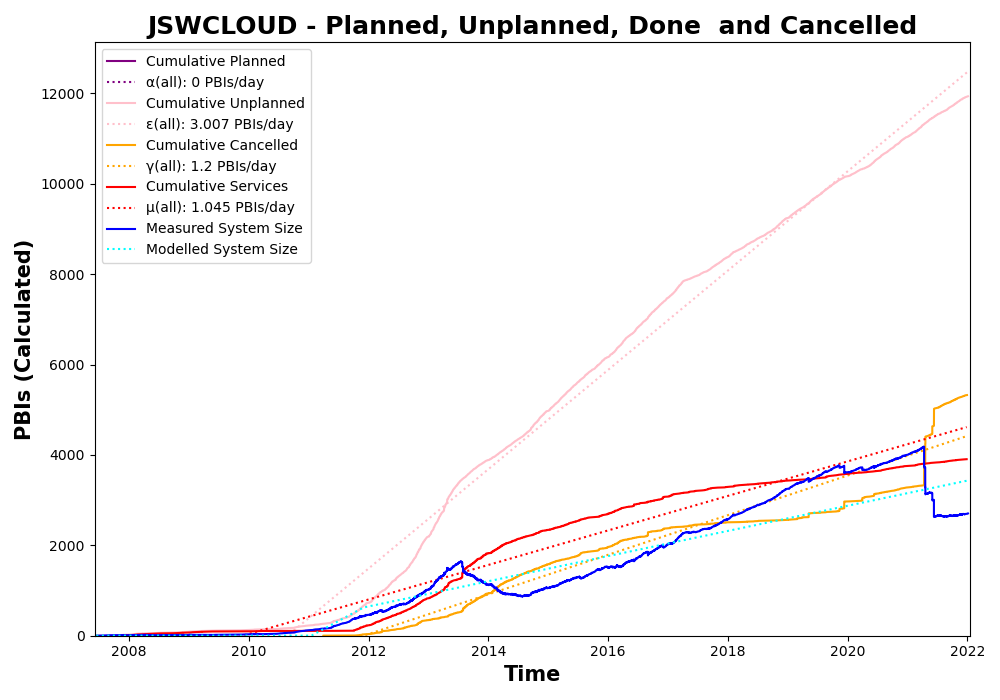 JSWCLOUD - Planned, Unplanned, Done  and Cancelled
Cumulative Planned
α(all): 0 PBIs/day
Cumulative Unplanned
ε(all): 3.007 PBIs/day
Cumulative Cancelled
γ(all): 1.2 PBIs/day
Cumulative Services
μ(all): 1.045 PBIs/day
Measured System Size
Modelled System Size
PBIs (Calculated)
12000
10000
8000
6000
4000
2000
0
2008 2010 2012 2014 2016 2018 2020 2022
Time